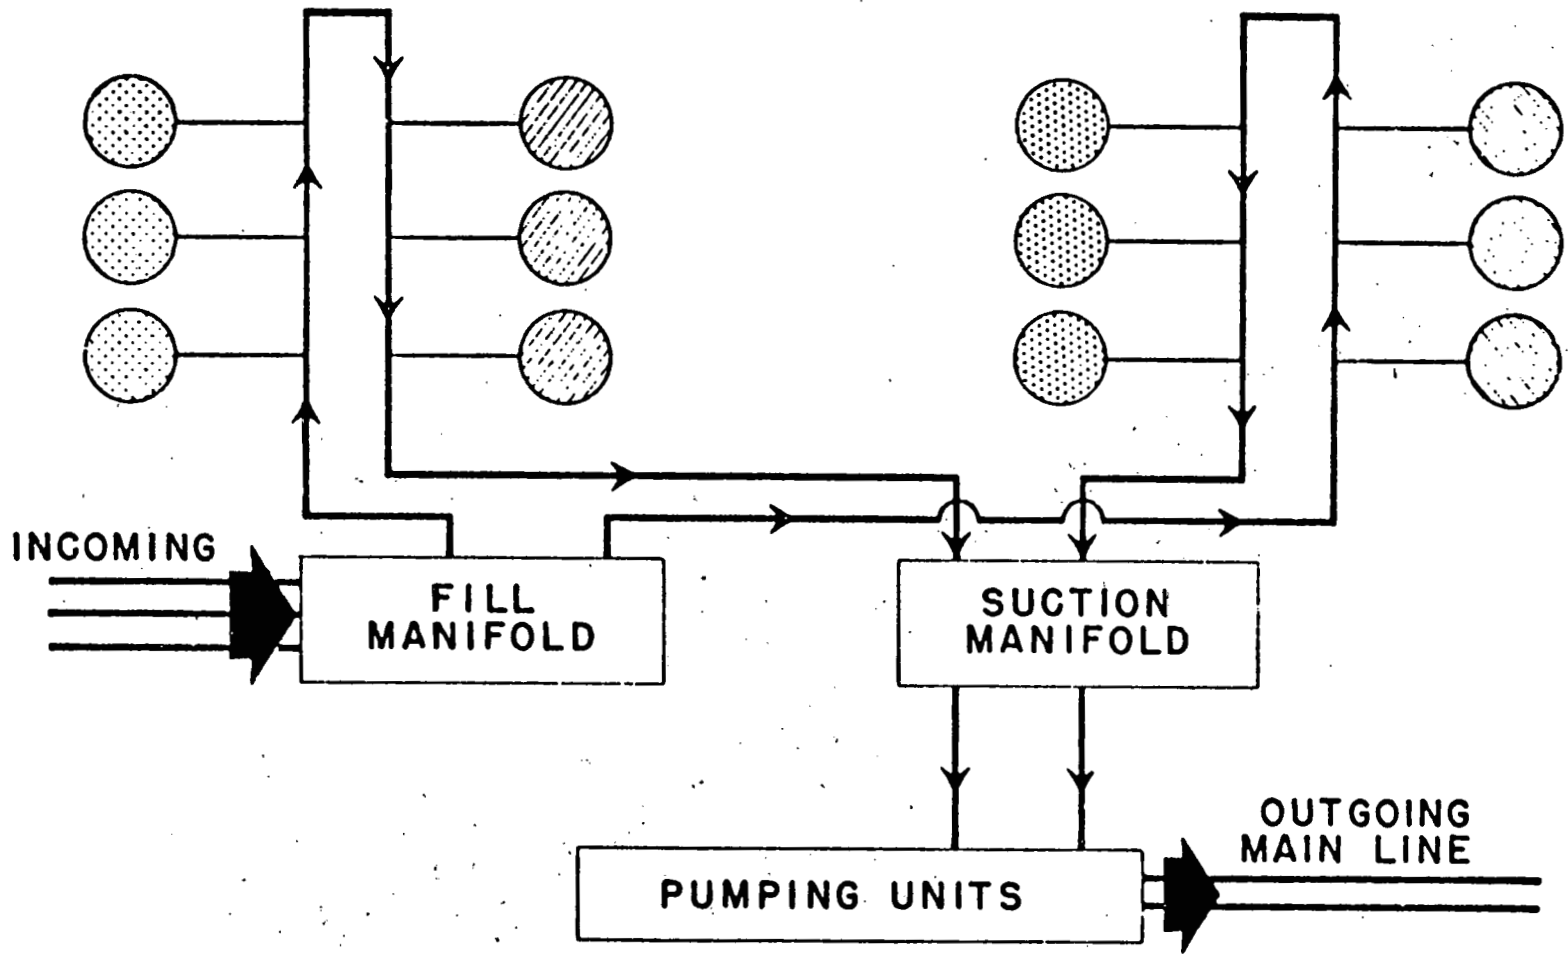 INCOMING
FILL
MANIFOLD
SUCTION
MANIFOLD
OUTGOING
MAIN LINE
PUMPING UNITS